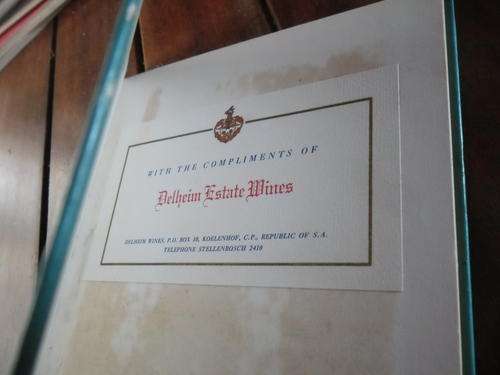 WITH THE COMPLIMENTS OF
Delheim Estate Wines
DELHEIM WINES, P.O. BOX 10, KOELENHOF, C.P., REPUBLIC OF S.A.
TELEPHONE STELLENBOSCH 2410